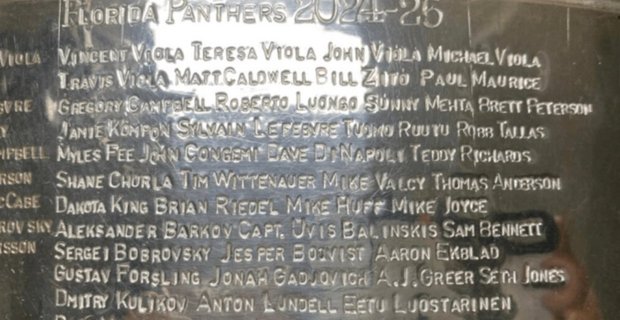 FLORIDA PANTHERS 2024-25
VIOLA VINCENT VIOLA TERESA VIOLA JOHN VIOLA MICHAEL VIOLA
TRAVIS VIOLA MATT CALDWELL BILL ZITO PAUL MAURICE
GREGORY CAMPBELL ROBERTO LUONGO SUNNY MEHTA BRETT PETERSON
JAMIE KOMPON SYLVAIN LEFEBVRE TUOMO RUUTU ROBB TALLAS
MYLES FEE JOHN CONGEMI DAVE DINAPOLI TEDDY RICHARDS
SHANE CHURLA TIM WITTENAUER MIKE VALCY THOMAS ANDERSON
CCABE DAKOTA KING BRIAN RIEDEL MIKE HUFF MIKE JOYCE
ROVSKY ALEKSANDER BARKOV CAPT. UVIS BALINSKIS SAM BENNETT
SSON SERGEI BOBROVSKY JESPER BOQVIST AARON EKBLAD
GUSTAV FORSLING JONAH GADJOVICH A.J. GREER SETH JONES
DMITRY KULIKOV ANTON LUNDELL EETU LUOSTARINEN